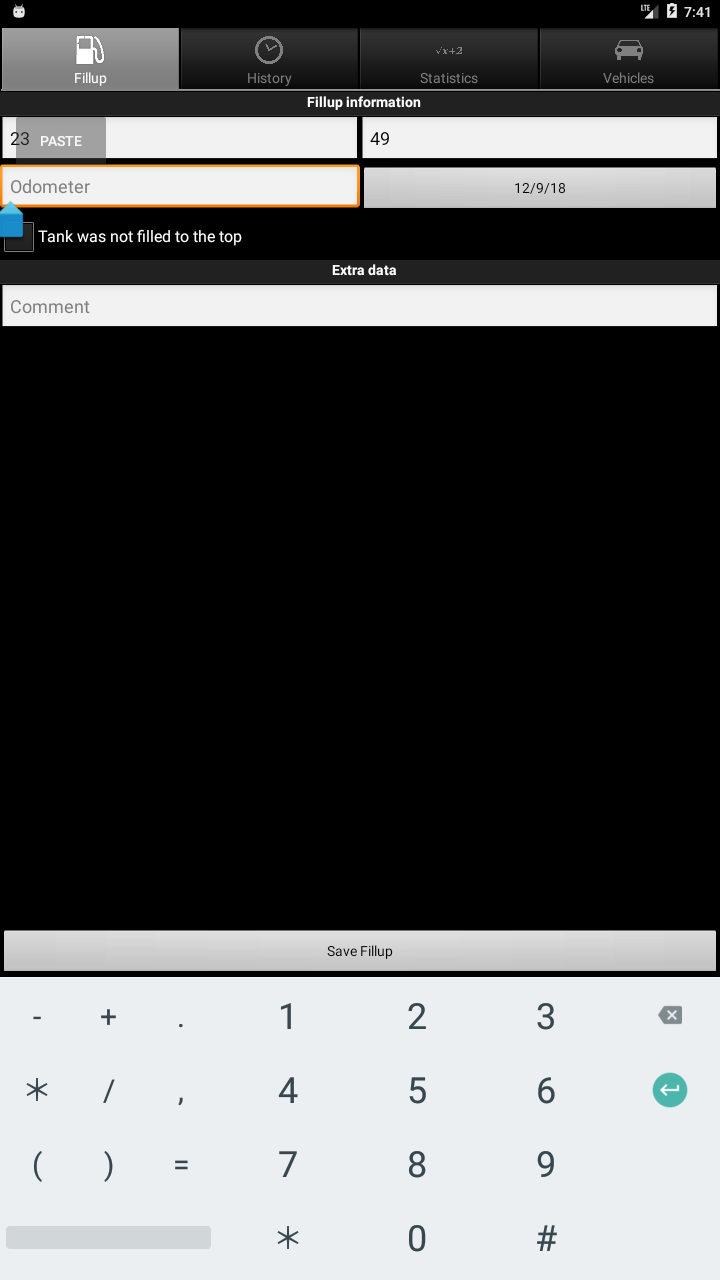 LTE 7:41
Fillup History √x+2 Statistics Vehicles
Fillup information
23 PASTE 49
Odometer 12/9/18
Tank was not filled to the top
Extra data
Comment
Save Fillup
- + . 1 2 3
* / , 4 5 6
( ) = 7 8 9
* 0 #